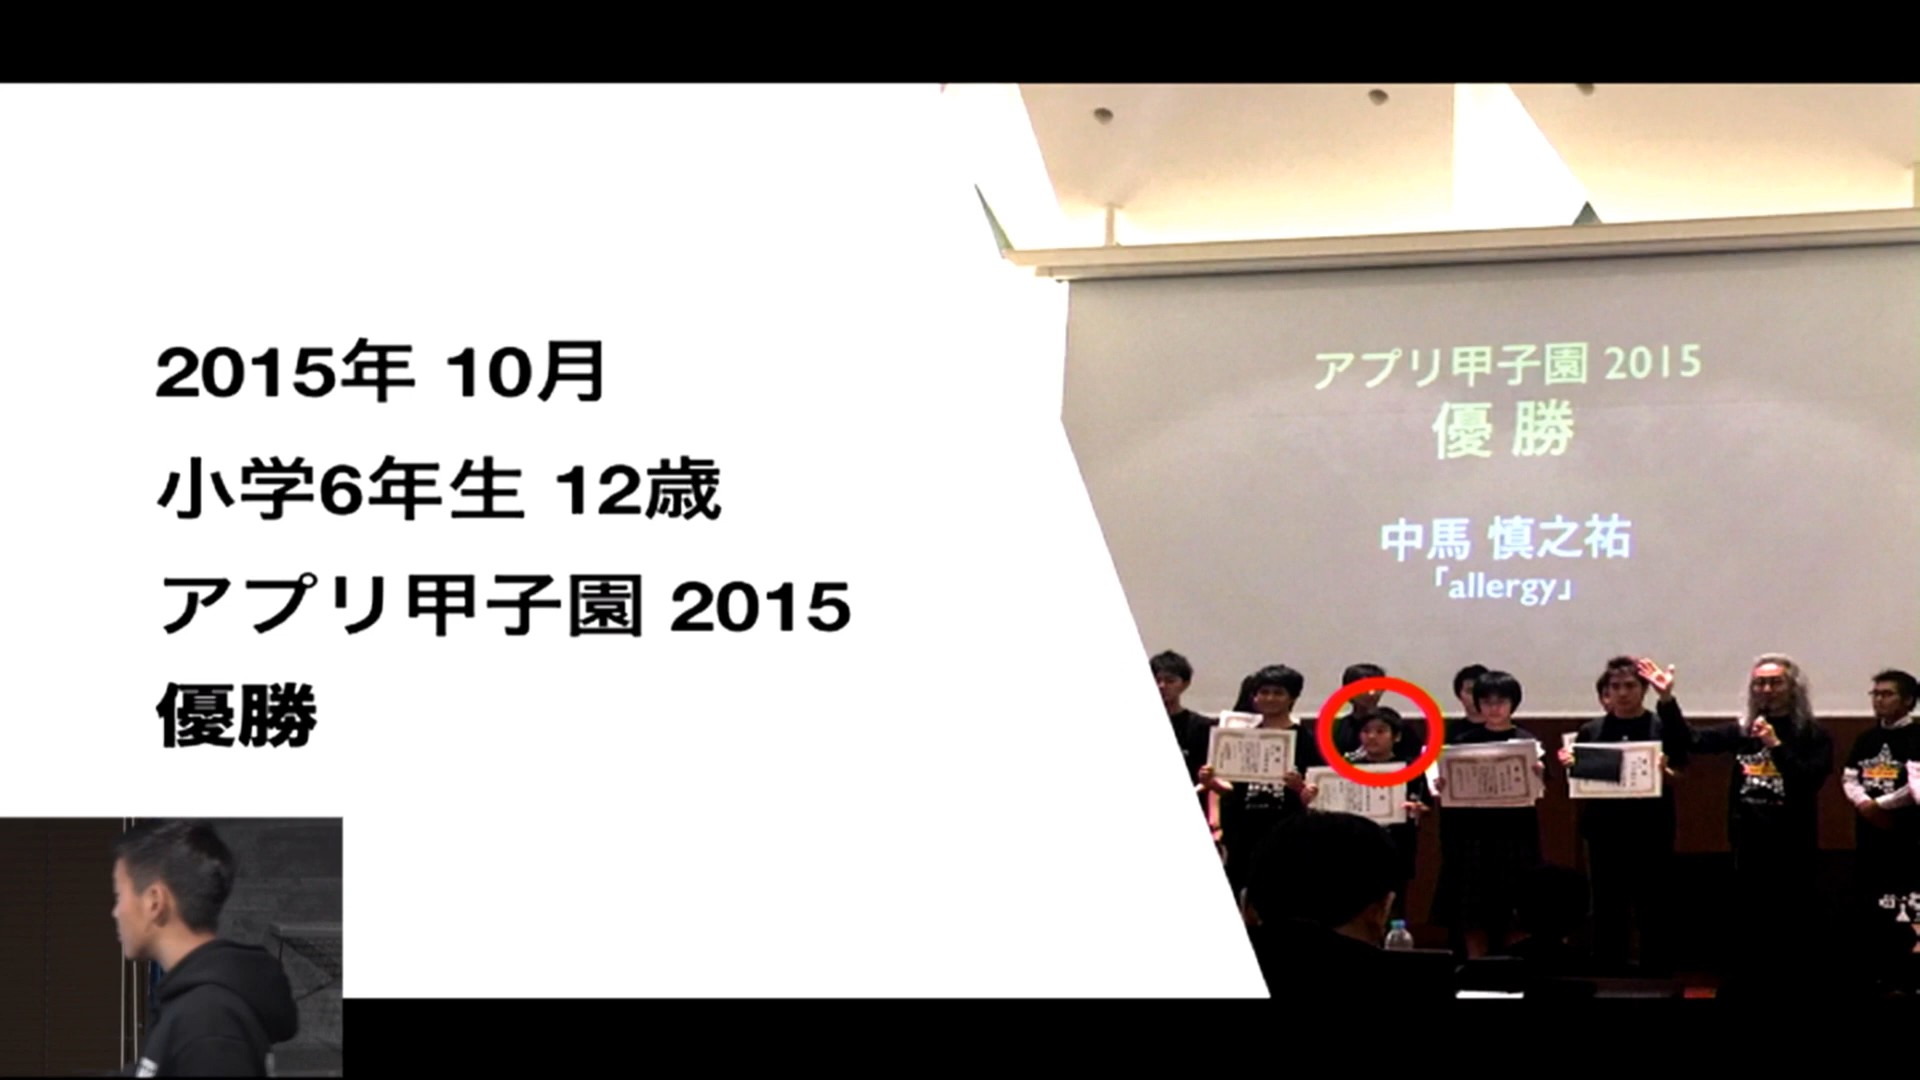 2015年 10月
小学6年生 12歳
アプリ甲子園 2015
優勝
アプリ甲子園 2015
優勝
中馬 慎之祐
「allergy」